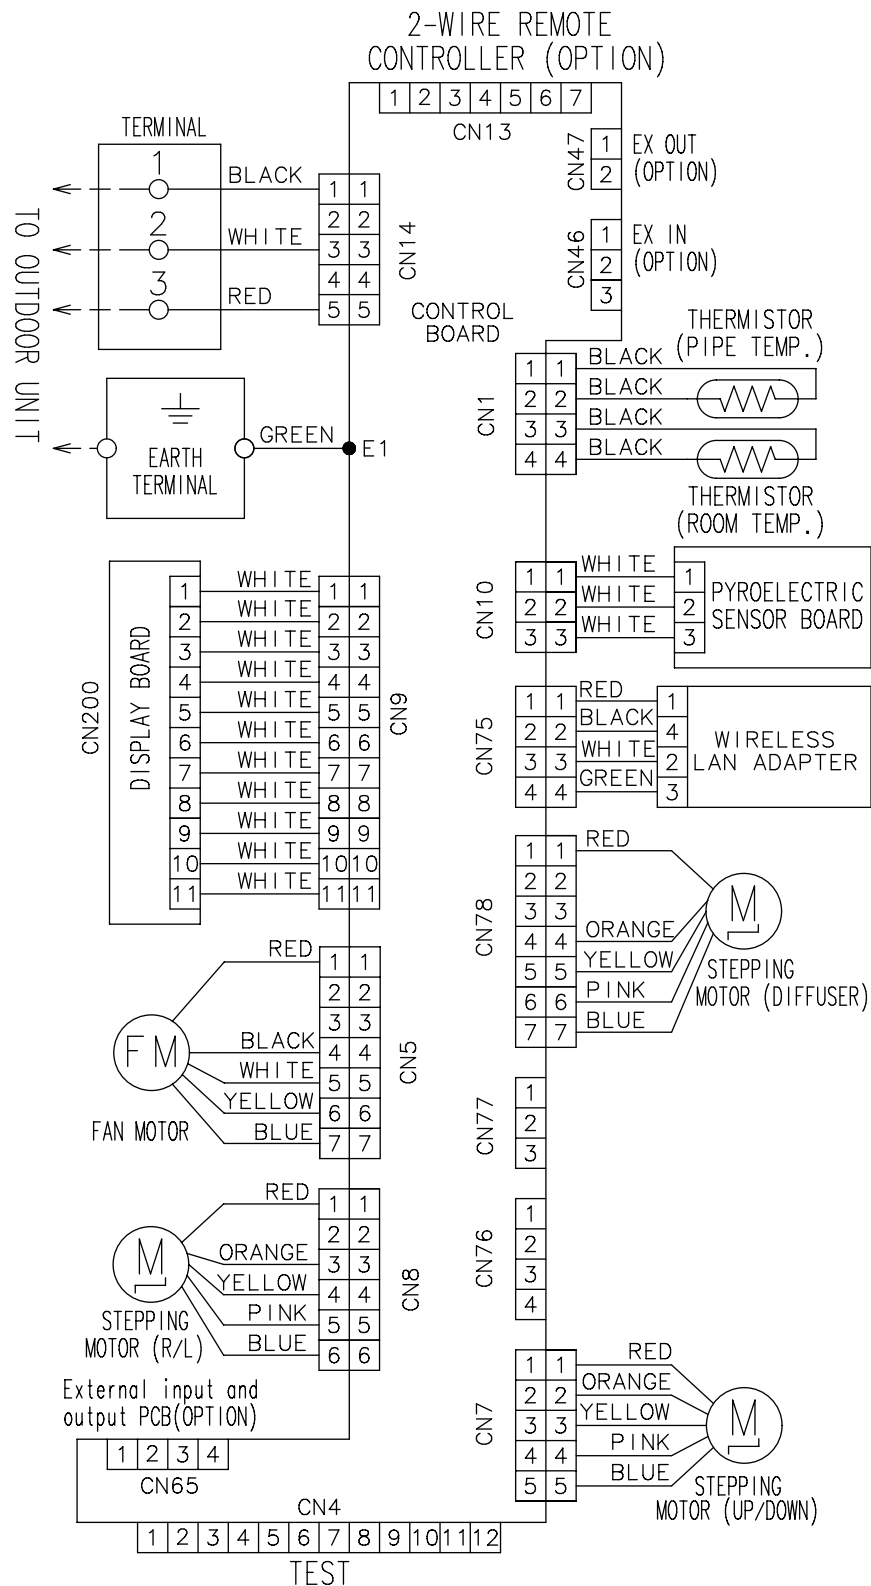 2-WIRE REMOTE
CONTROLLER (OPTION)
1 2 3 4 5 6 7
CN13
CN47
1
2
EX OUT
(OPTION)
CN46
1
2
3
EX IN
(OPTION)
TERMINAL
1
2
3
TO OUTDOOR UNIT
BLACK
WHITE
RED
1 1
2 2
3 3
4 4
5 5
CN14
CONTROL
BOARD
EARTH
TERMINAL
GREEN
E1
THERMISTOR
(PIPE TEMP.)
CN1
1 1 BLACK
2 2 BLACK
3 3 BLACK
4 4 BLACK
THERMISTOR
(ROOM TEMP.)
CN10
1 1 WHITE 1
2 2 WHITE 2
3 3 WHITE 3
PYROELECTRIC
SENSOR BOARD
CN75
1 1 RED 1
2 2 BLACK 4
3 3 WHITE 2
4 4 GREEN 3
WIRELESS
LAN ADAPTER
CN200
DISPLAY BOARD
1 WHITE 1 1
2 WHITE 2 2
3 WHITE 3 3
4 WHITE 4 4
5 WHITE 5 5
6 WHITE 6 6
7 WHITE 7 7
8 WHITE 8 8
9 WHITE 9 9
10 WHITE 10 10
11 WHITE 11 11
CN9
CN78
1 1 RED
2 2
3 3
4 4 ORANGE
5 5 YELLOW
6 6 PINK
7 7 BLUE
M
STEPPING
MOTOR (DIFFUSER)
FM
FAN MOTOR
RED 1 1
2 2
3 3
BLACK 4 4
WHITE 5 5
YELLOW 6 6
BLUE 7 7
CN5
CN77
1
2
3
CN76
1
2
3
4
M
STEPPING
MOTOR (R/L)
RED 1 1
2 2
ORANGE 3 3
YELLOW 4 4
PINK 5 5
BLUE 6 6
CN8
CN7
1 1 RED
2 2 ORANGE
3 3 YELLOW
4 4 PINK
5 5 BLUE
M
STEPPING
MOTOR (UP/DOWN)
External input and
output PCB(OPTION)
1 2 3 4
CN65
CN4
1 2 3 4 5 6 7 8 9 10 11 12
TEST